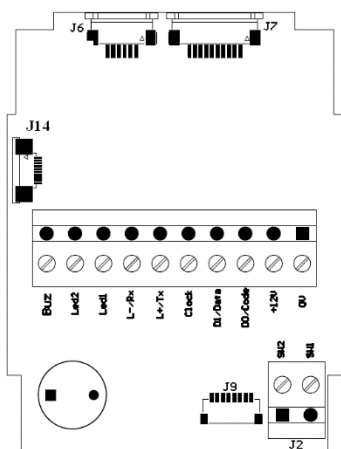 J6
J7
J14
Buz
Led2
Led1
L-/Rx
L+/Tx
Clock
D1/Data
D0/Code
+12V
0V
SW2
SW1
J9
J2